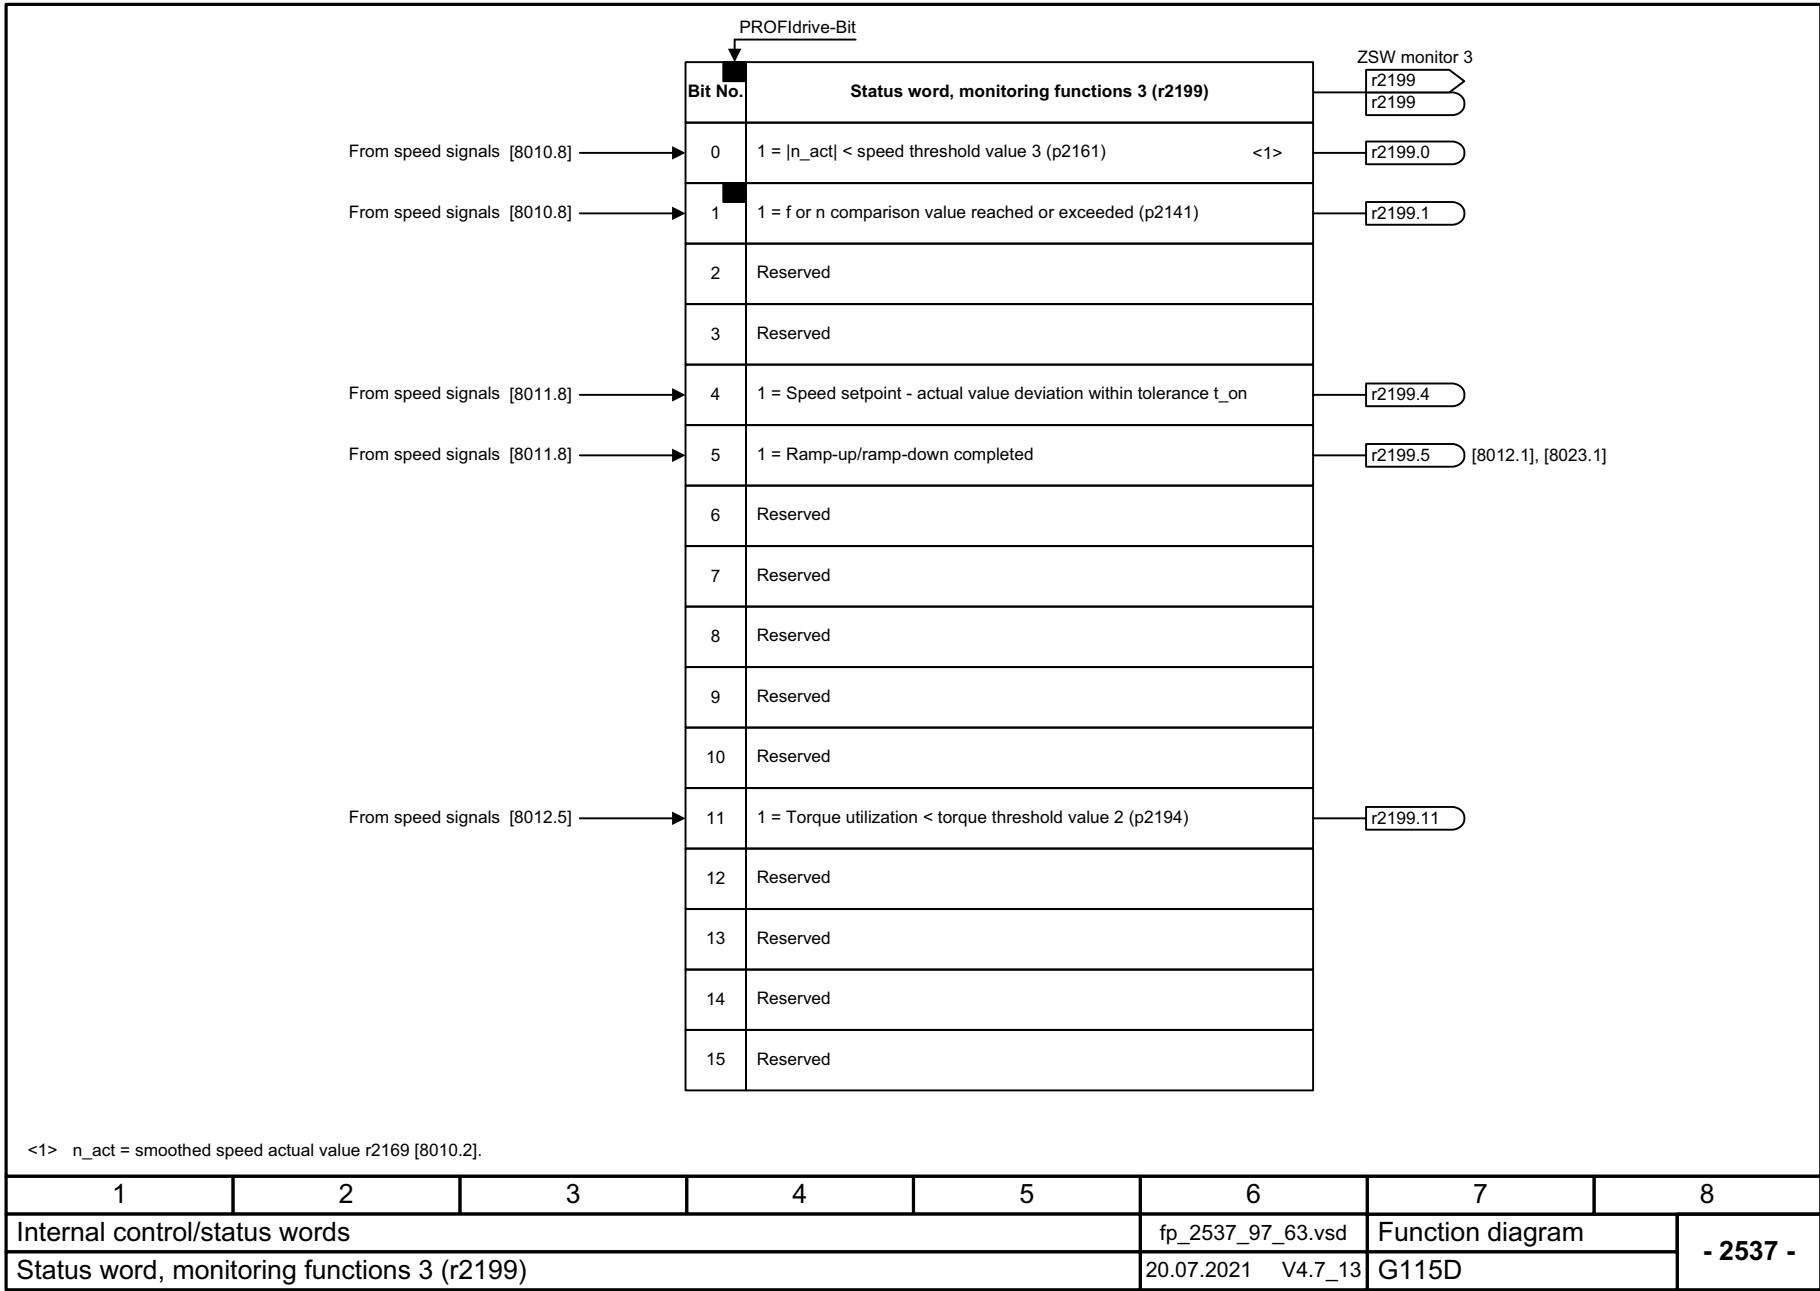 PROFIdrive-Bit
ZSW monitor 3
Bit No. Status word, monitoring functions 3 (r2199) r2199
r2199
From speed signals [8010.8] 0 1 = |n_act| < speed threshold value 3 (p2161) <1> r2199.0
From speed signals [8010.8] 1 1 = f or n comparison value reached or exceeded (p2141) r2199.1
2 Reserved
3 Reserved
From speed signals [8011.8] 4 1 = Speed setpoint - actual value deviation within tolerance t_on r2199.4
From speed signals [8011.8] 5 1 = Ramp-up/ramp-down completed r2199.5 [8012.1], [8023.1]
6 Reserved
7 Reserved
8 Reserved
9 Reserved
10 Reserved
From speed signals [8012.5] 11 1 = Torque utilization < torque threshold value 2 (p2194) r2199.11
12 Reserved
13 Reserved
14 Reserved
15 Reserved
<1> n_act = smoothed speed actual value r2169 [8010.2].
1 2 3 4 5 6 7 8
Internal control/status words fp_2537_97_63.vsd Function diagram - 2537 -
Status word, monitoring functions 3 (r2199) 20.07.2021 V4.7_13 G115D